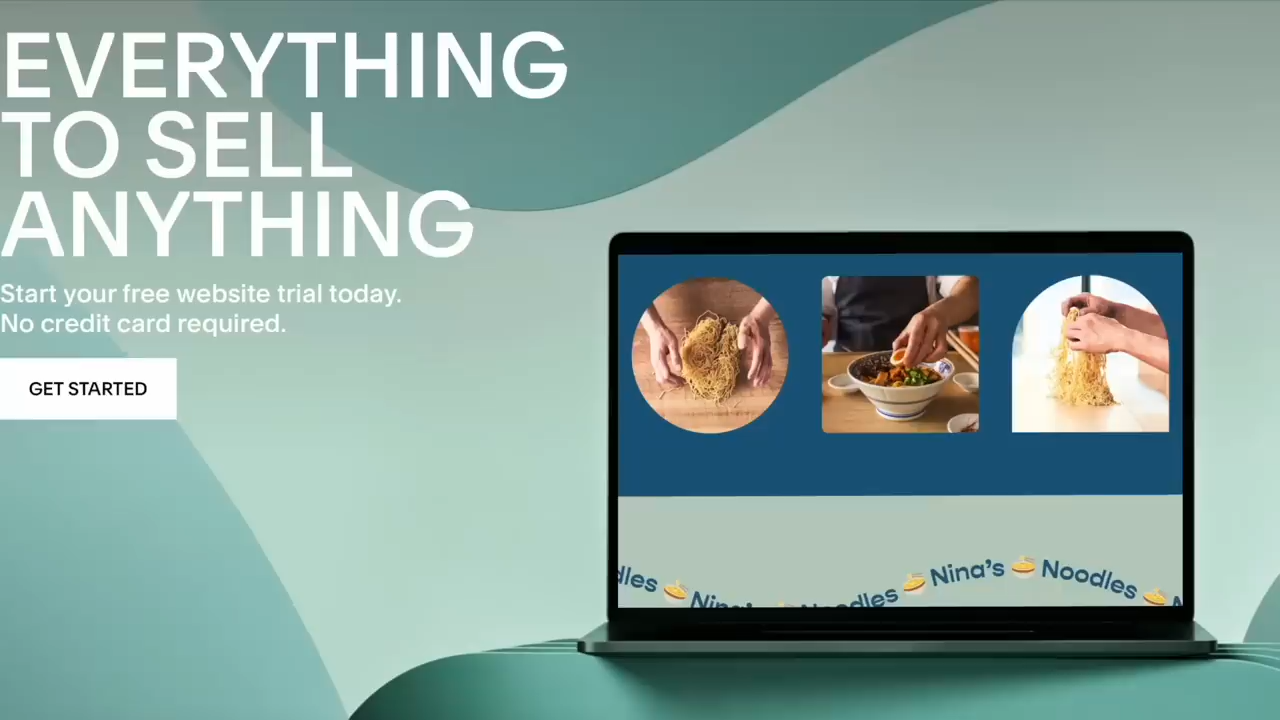 EVERYTHING
TO SELL
ANYTHING
Start your free website trial today.
No credit card required.
GET STARTED
Nina's Noodles